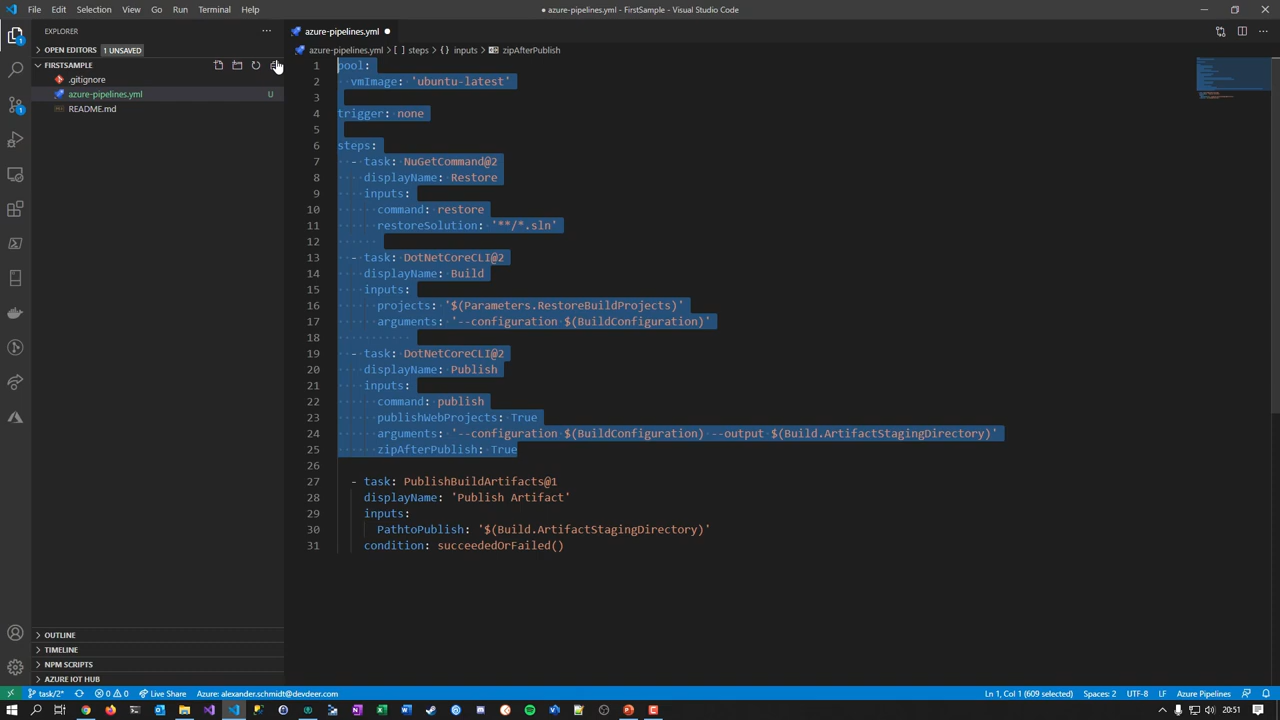 File Edit Selection View Go Run Terminal Help
● azure-pipelines.yml - FirstSample - Visual Studio Code
EXPLORER
OPEN EDITORS 1 UNSAVED
FIRSTSAMPLE
.gitignore
azure-pipelines.yml U
README.md
OUTLINE
TIMELINE
NPM SCRIPTS
AZURE IOT HUB
azure-pipelines.yml ●
azure-pipelines.yml > [ ] steps > { } inputs > zipAfterPublish
1 pool:
2 vmImage: 'ubuntu-latest'
3
4 trigger: none
5
6 steps:
7 - task: NuGetCommand@2
8 displayName: Restore
9 inputs:
10 command: restore
11 restoreSolution: '**/*.sln'
12
13 - task: DotNetCoreCLI@2
14 displayName: Build
15 inputs:
16 projects: '$(Parameters.RestoreBuildProjects)'
17 arguments: '--configuration $(BuildConfiguration)'
18
19 - task: DotNetCoreCLI@2
20 displayName: Publish
21 inputs:
22 command: publish
23 publishWebProjects: True
24 arguments: '--configuration $(BuildConfiguration) --output $(Build.ArtifactStagingDirectory)'
25 zipAfterPublish: True
26
27 - task: PublishBuildArtifacts@1
28 displayName: 'Publish Artifact'
29 inputs:
30 PathtoPublish: '$(Build.ArtifactStagingDirectory)'
31 condition: succeededOrFailed()
task/2* 0 0 Live Share Azure: alexander.schmidt@devdeer.com Ln 1, Col 1 (609 selected) Spaces: 2 UTF-8 LF Azure Pipelines
20:51